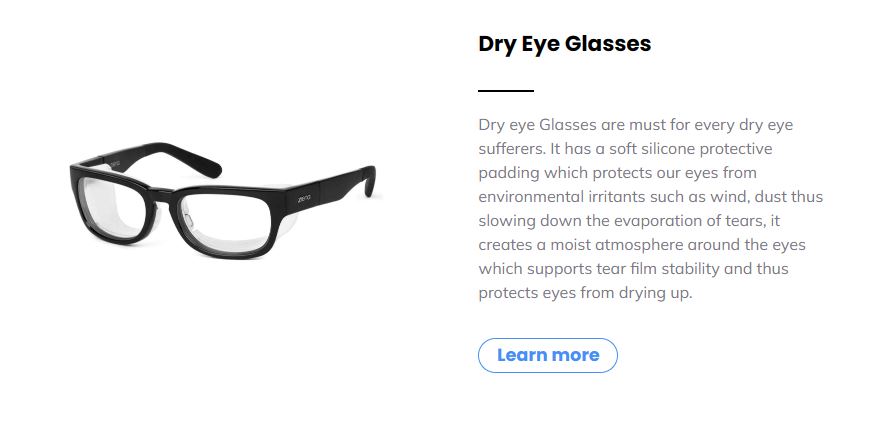 Dry Eye Glasses
Dry eye Glasses are must for every dry eye
sufferers. It has a soft silicone protective
padding which protects our eyes from
environmental irritants such as wind, dust thus
slowing down the evaporation of tears, it
creates a moist atmosphere around the eyes
which supports tear film stability and thus
protects eyes from drying up.
Learn more